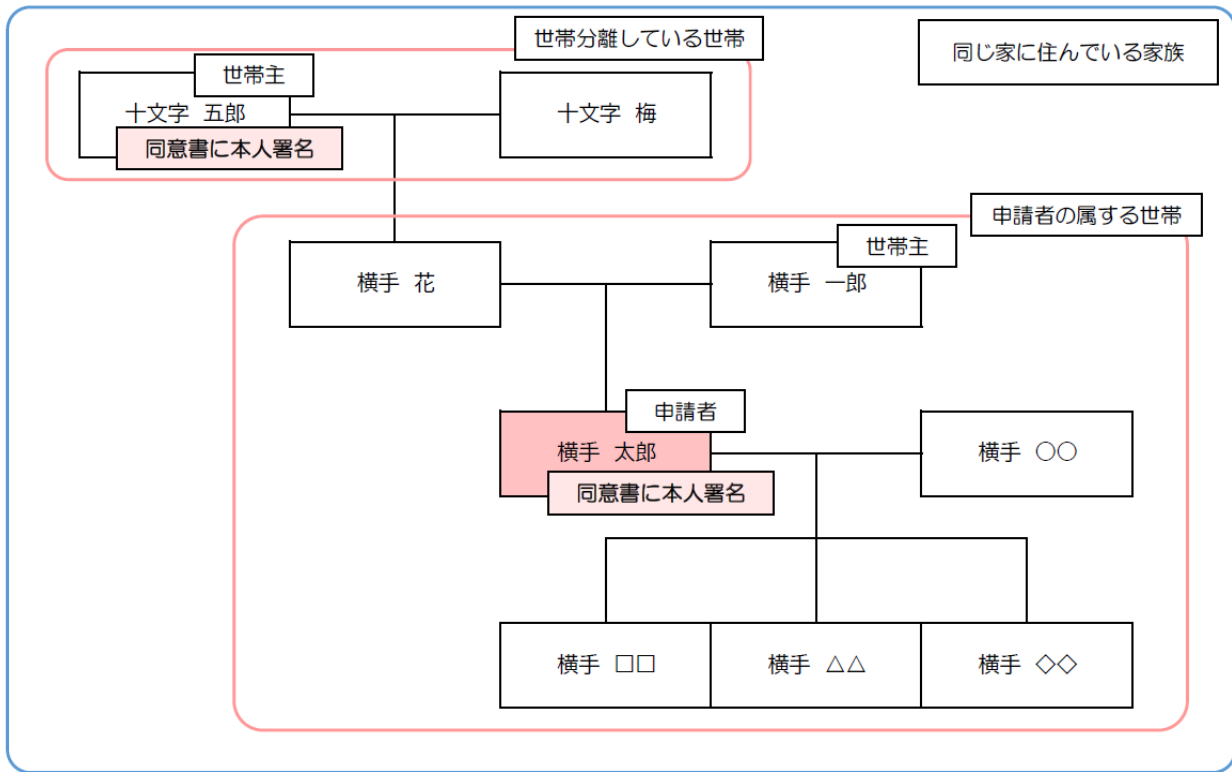 世帯分離している世帯
同じ家に住んでいる家族
世帯主
十文字 五郎
十文字 梅
同意書に本人署名
申請者の属する世帯
世帯主
横手 花
横手 一郎
申請者
横手 太郎
横手 ○○
同意書に本人署名
横手 □□
横手 △△
横手 ◇◇